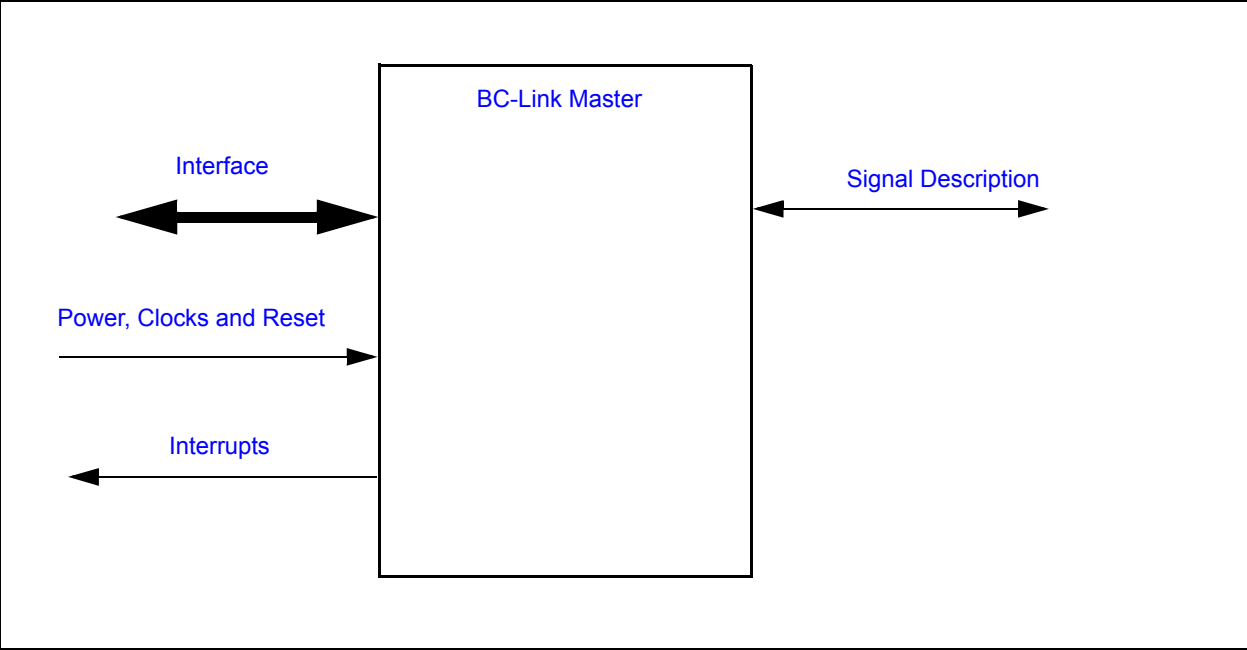 BC-Link Master
Interface
Signal Description
Power, Clocks and Reset
Interrupts